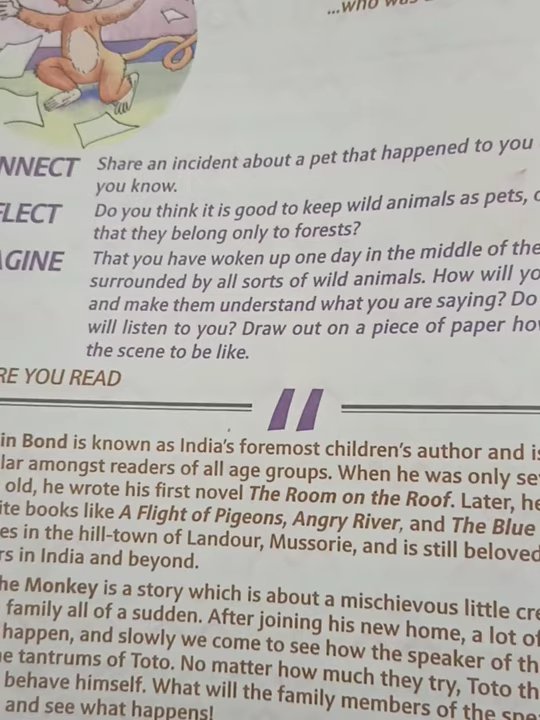 ...who was
NNECT Share an incident about a pet that happened to you
you know.
FLECT Do you think it is good to keep wild animals as pets, o
that they belong only to forests?
AGINE That you have woken up one day in the middle of the
surrounded by all sorts of wild animals. How will yo
and make them understand what you are saying? Do
will listen to you? Draw out on a piece of paper ho
the scene to be like.
RE YOU READ
in Bond is known as India's foremost children's author and is
lar amongst readers of all age groups. When he was only se
old, he wrote his first novel The Room on the Roof. Later, he
ite books like A Flight of Pigeons, Angry River, and The Blue
es in the hill-town of Landour, Mussorie, and is still beloved
rs in India and beyond.
he Monkey is a story which is about a mischievous little cre
family all of a sudden. After joining his new home, a lot of
happen, and slowly we come to see how the speaker of th
e tantrums of Toto. No matter how much they try, Toto th
behave himself. What will the family members of the spe
and see what happens!